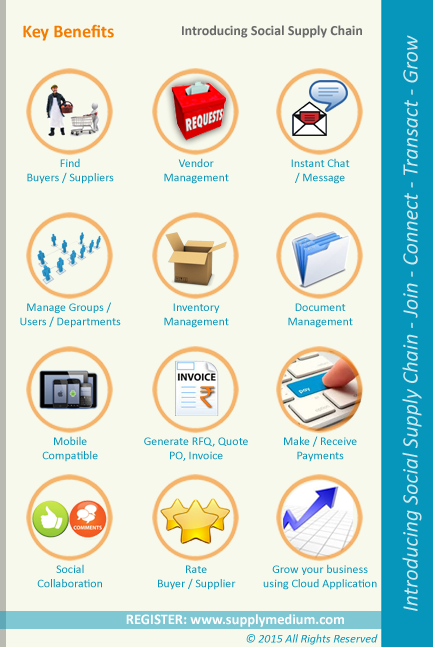 Key Benefits
Introducing Social Supply Chain
REQUESTS
Find
Buyers / Suppliers
Vendor
Management
Instant Chat
/ Message
Manage Groups /
Users / Departments
Inventory
Management
Document
Management
INVOICE
₹
pay
Mobile
Compatible
Generate RFQ, Quote
PO, Invoice
Make / Receive
Payments
COMMENTS
Social
Collaboration
Rate
Buyer / Supplier
Grow your business
using Cloud Application
REGISTER: www.supplymedium.com
© 2015 All Rights Reserved
Introducing Social Supply Chain - Join - Connect - Transact - Grow